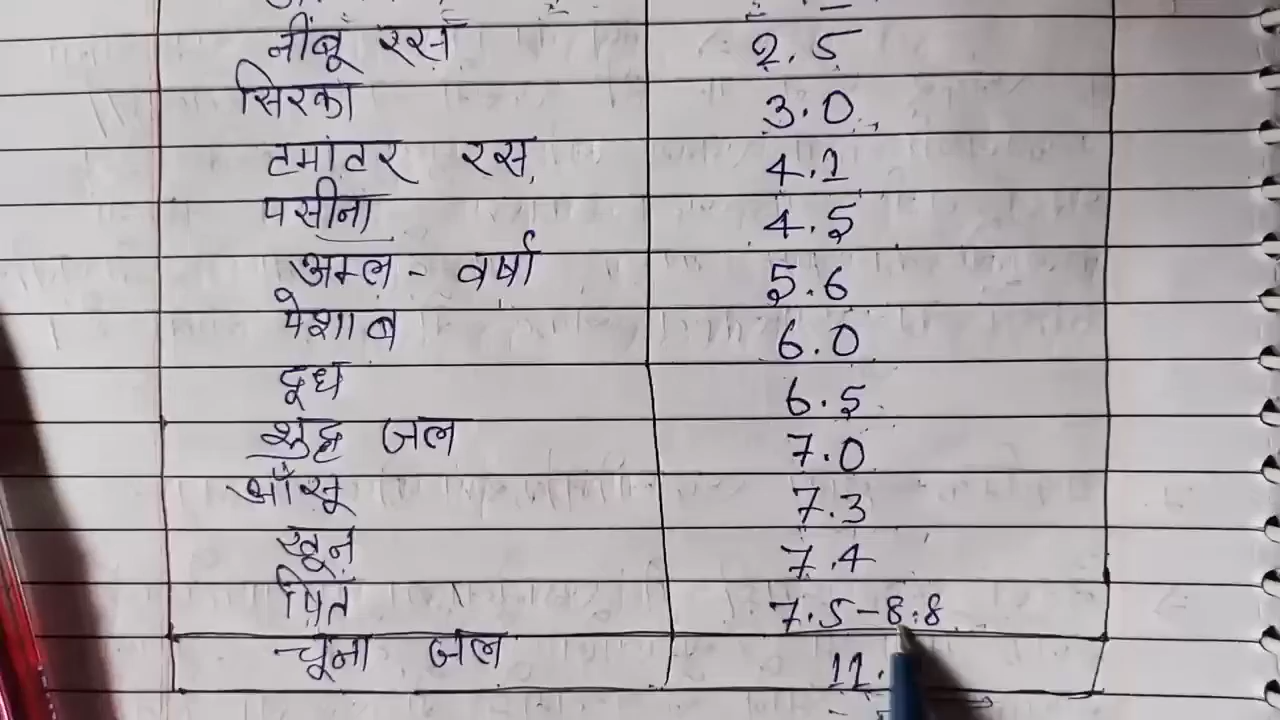 नींबू रस 2.5
सिरका 3.0
टमाटर रस 4.1
पसीना 4.5
अम्ल - वर्षा 5.6
पेशाब 6.0
दूध 6.5
शुद्ध जल 7.0
आँसू 7.3
खून 7.4
पित 7.5-8.8
चूना जल 11.